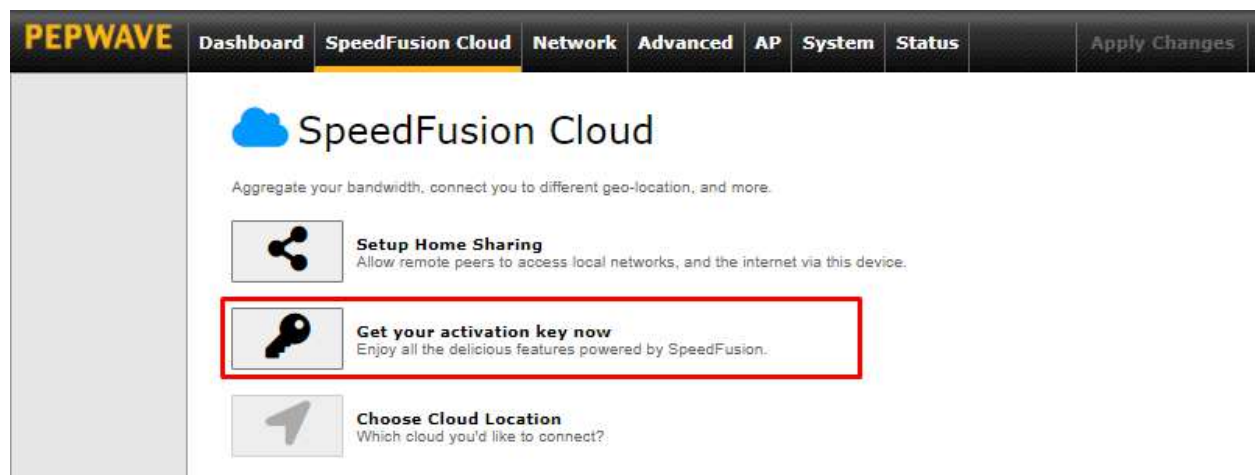 PEPWAVE Dashboard SpeedFusion Cloud Network Advanced AP System Status Apply Changes
SpeedFusion Cloud
Aggregate your bandwidth, connect you to different geo-location, and more.
Setup Home Sharing
Allow remote peers to access local networks, and the internet via this device.
Get your activation key now
Enjoy all the delicious features powered by SpeedFusion.
Choose Cloud Location
Which cloud you'd like to connect?